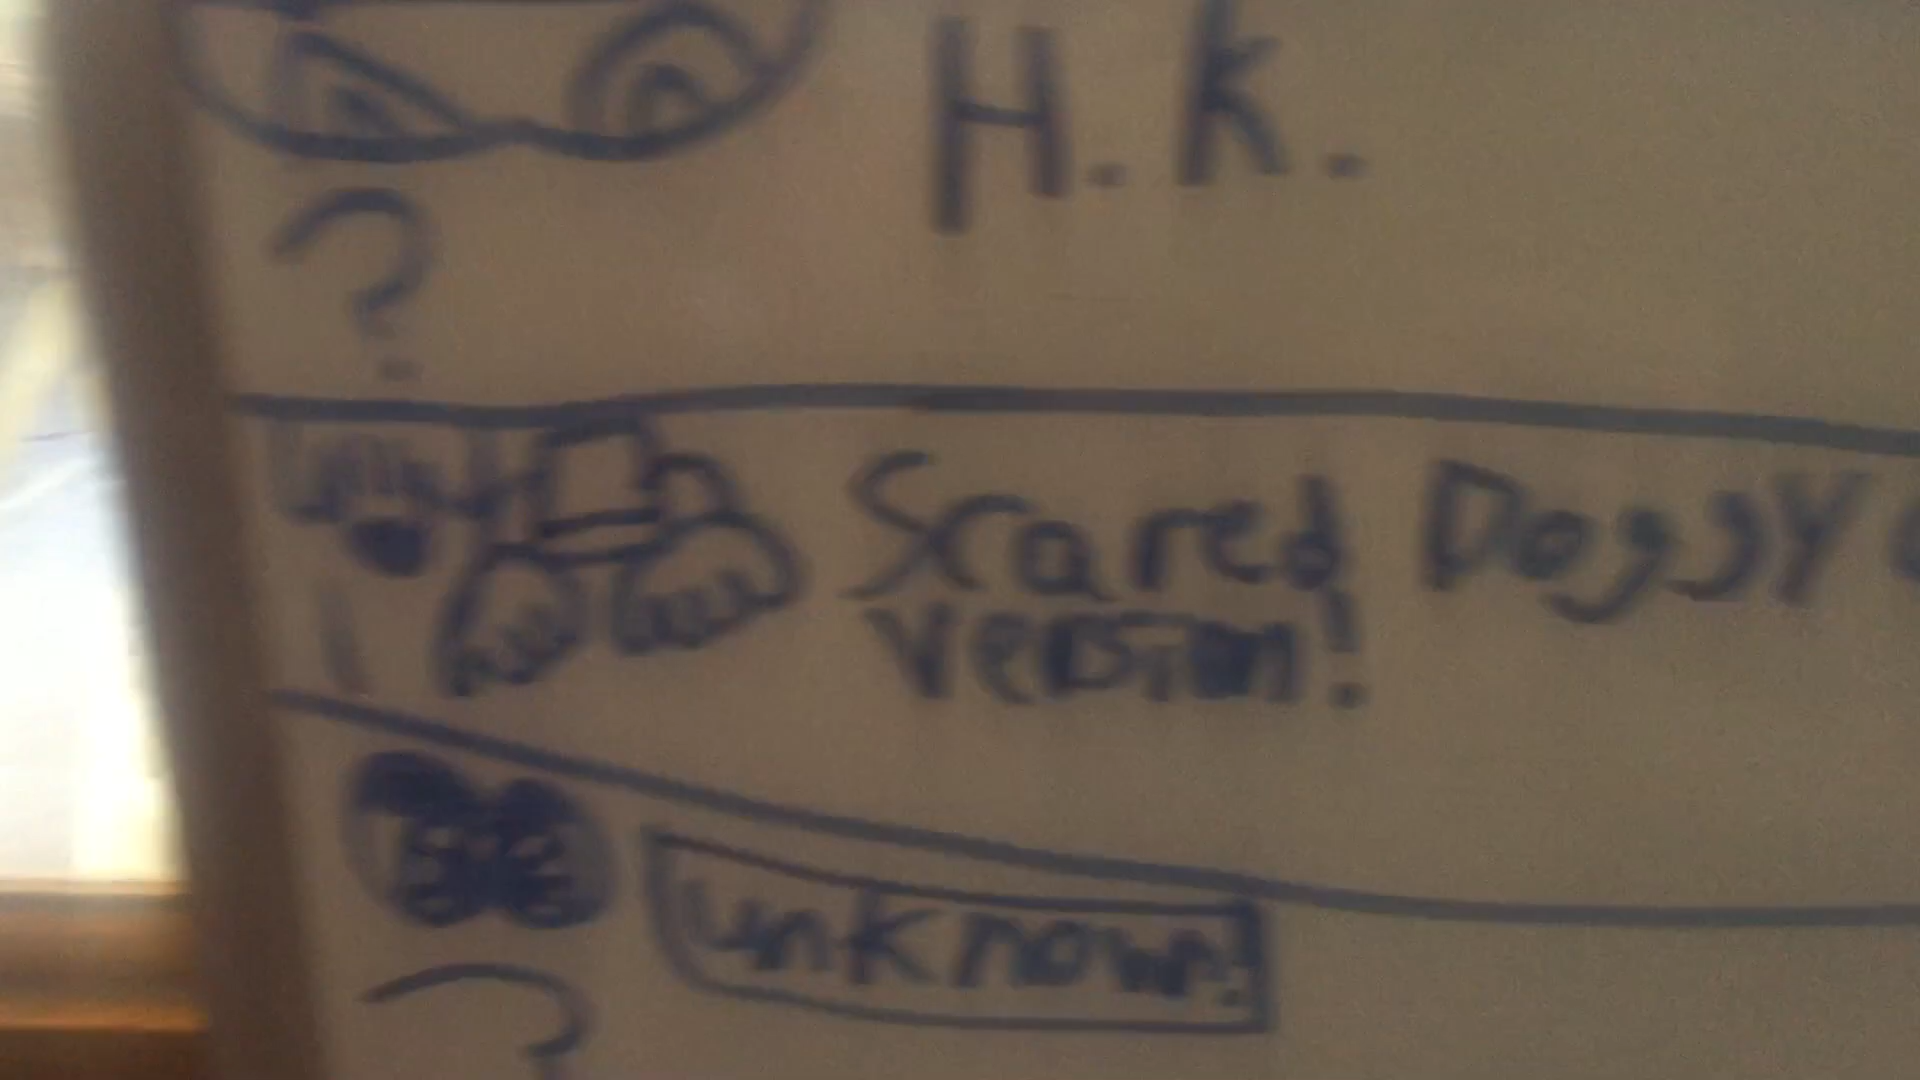 H.K.
?
Scared Doggy
version!
unknown!
?